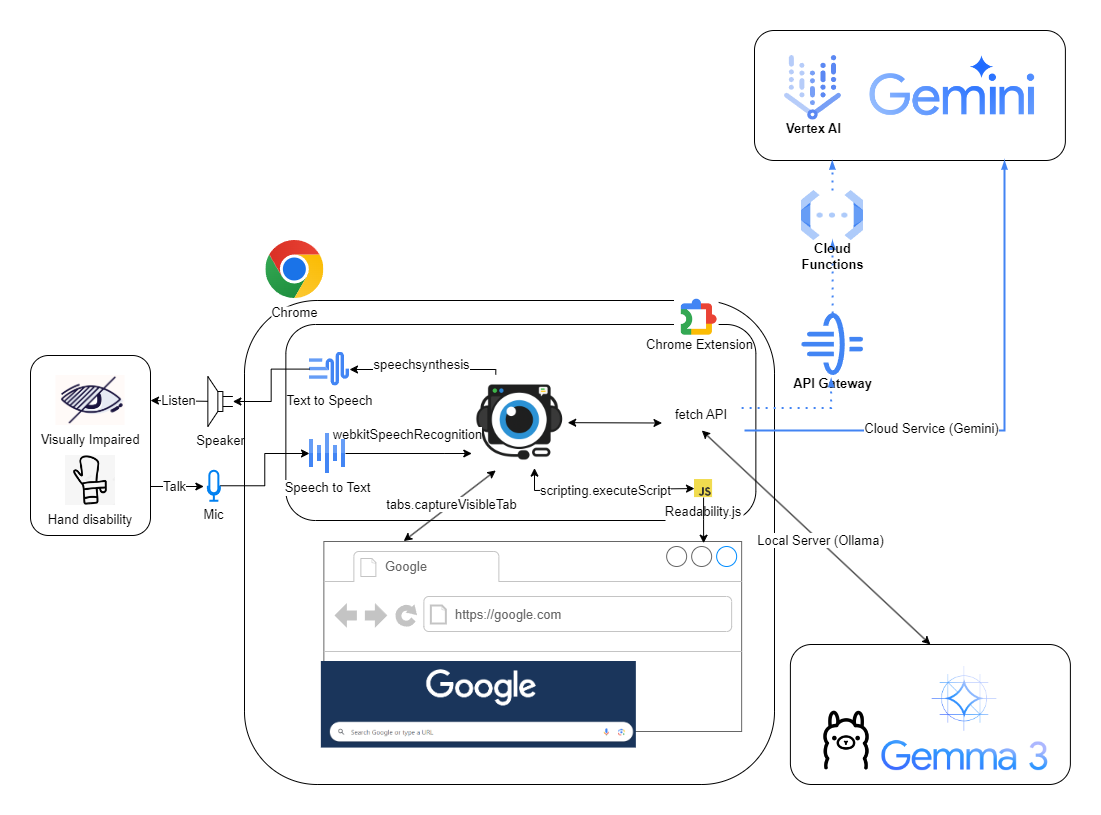 Vertex AI
Gemini
Cloud
Functions
API Gateway
Cloud Service (Gemini)
Chrome
Chrome Extension
speechsynthesis
Text to Speech
webkitSpeechRecognition
Speech to Text
fetch API
Listen
Speaker
Visually Impaired
Talk
Mic
Hand disability
tabs.captureVisibleTab
scripting.executeScript
JS
Readability.js
Local Server (Ollama)
Google
https://google.com
Google
Search Google or type a URL
Gemma 3